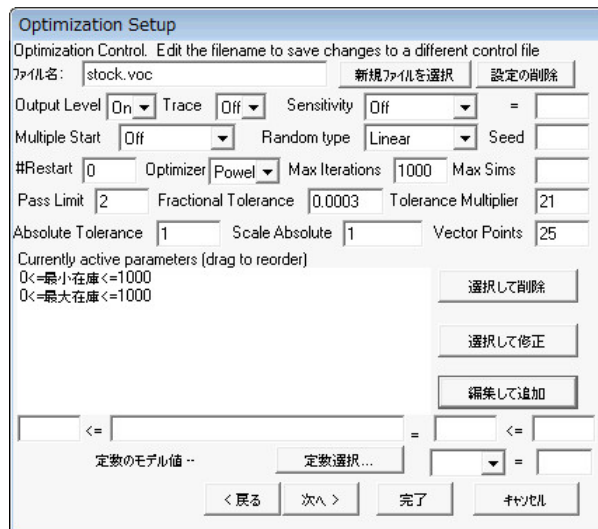 Optimization Setup
Optimization Control. Edit the filename to save changes to a different control file
ファイル名: stock.voc 新規ファイルを選択 設定の削除
Output Level On Trace Off Sensitivity Off =
Multiple Start Off Random type Linear Seed
#Restart 0 Optimizer Powel Max Iterations 1000 Max Sims
Pass Limit 2 Fractional Tolerance 0.0003 Tolerance Multiplier 21
Absolute Tolerance 1 Scale Absolute 1 Vector Points 25
Currently active parameters (drag to reorder)
0<=最小在庫<=1000
0<=最大在庫<=1000
選択して削除
選択して修正
編集して追加
<= = <=
定数のモデル値 -- 定数選択... =
< 戻る 次へ > 完了 キャンセル